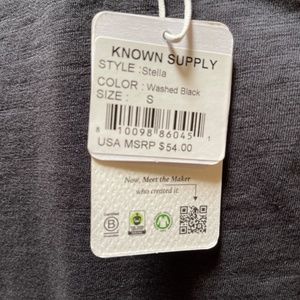 KNOWN SUPPLY
STYLE : Stella
COLOR : Washed Black
SIZE : S
8 10098 86045 1
USA MSRP $54.00
Now, Meet the Maker
who created it
Certified
B